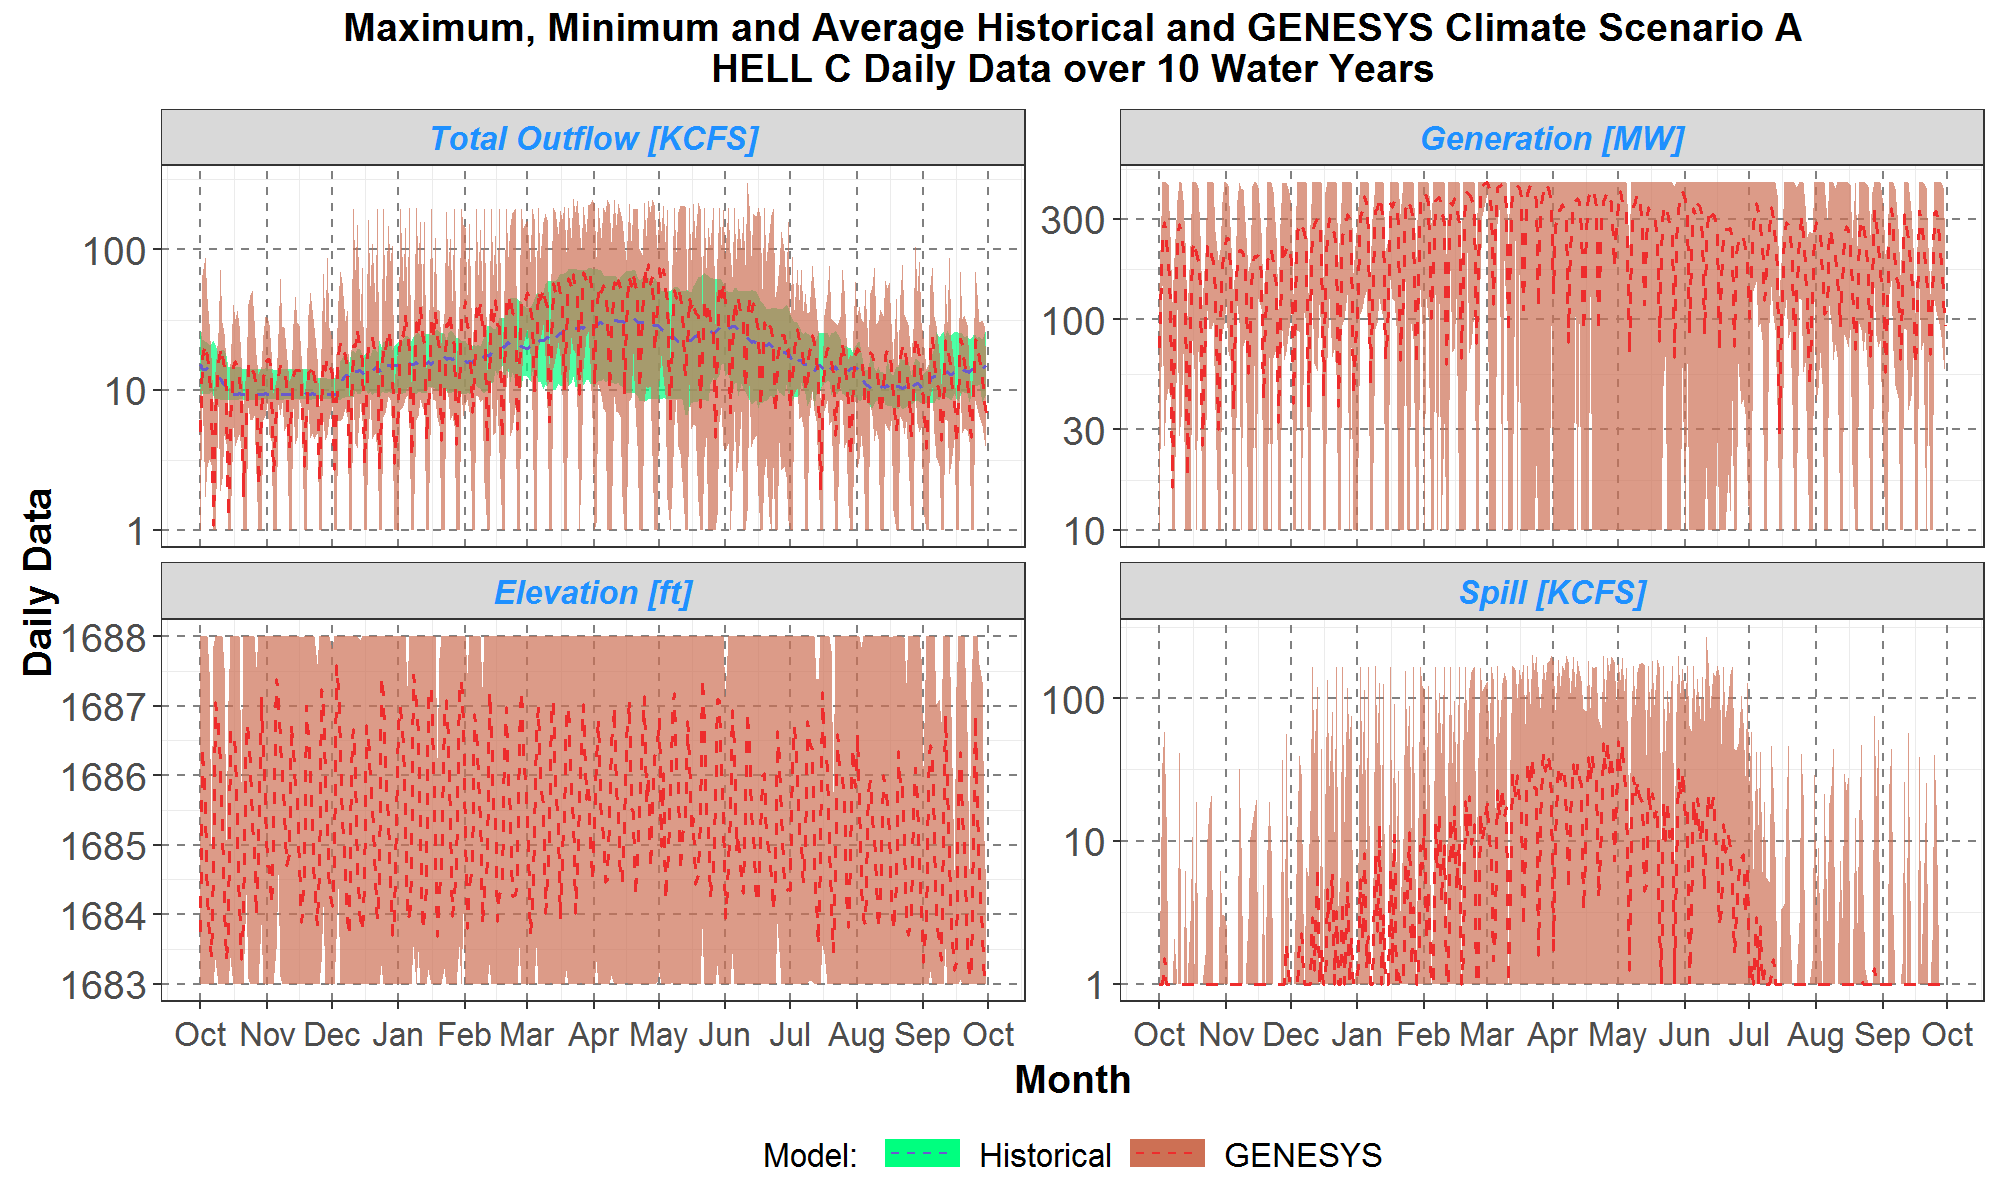 Maximum, Minimum and Average Historical and GENESYS Climate Scenario A
HELL C Daily Data over 10 Water Years
Total Outflow [KCFS]
100
10
1
Generation [MW]
300
100
30
10
Daily Data
Elevation [ft]
1688
1687
1686
1685
1684
1683
Oct Nov Dec Jan Feb Mar Apr May Jun Jul Aug Sep Oct
Spill [KCFS]
100
10
1
Oct Nov Dec Jan Feb Mar Apr May Jun Jul Aug Sep Oct
Month
Model: Historical GENESYS